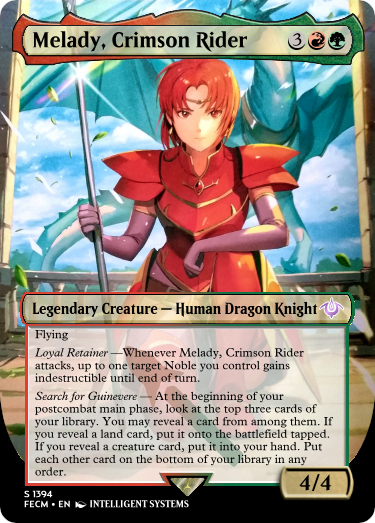 Melady, Crimson Rider 3
Legendary Creature — Human Dragon Knight
Flying
Loyal Retainer —Whenever Melady, Crimson Rider
attacks, up to one target Noble you control gains
indestructible until end of turn.
Search for Guinevere — At the beginning of your
postcombat main phase, look at the top three cards of
your library. You may reveal a card from among them. If
you reveal a land card, put it onto the battlefield tapped.
If you reveal a creature card, put it into your hand. Put
each other card on the bottom of your library in any
order.
4/4
S 1394
FECM • EN INTELLIGENT SYSTEMS